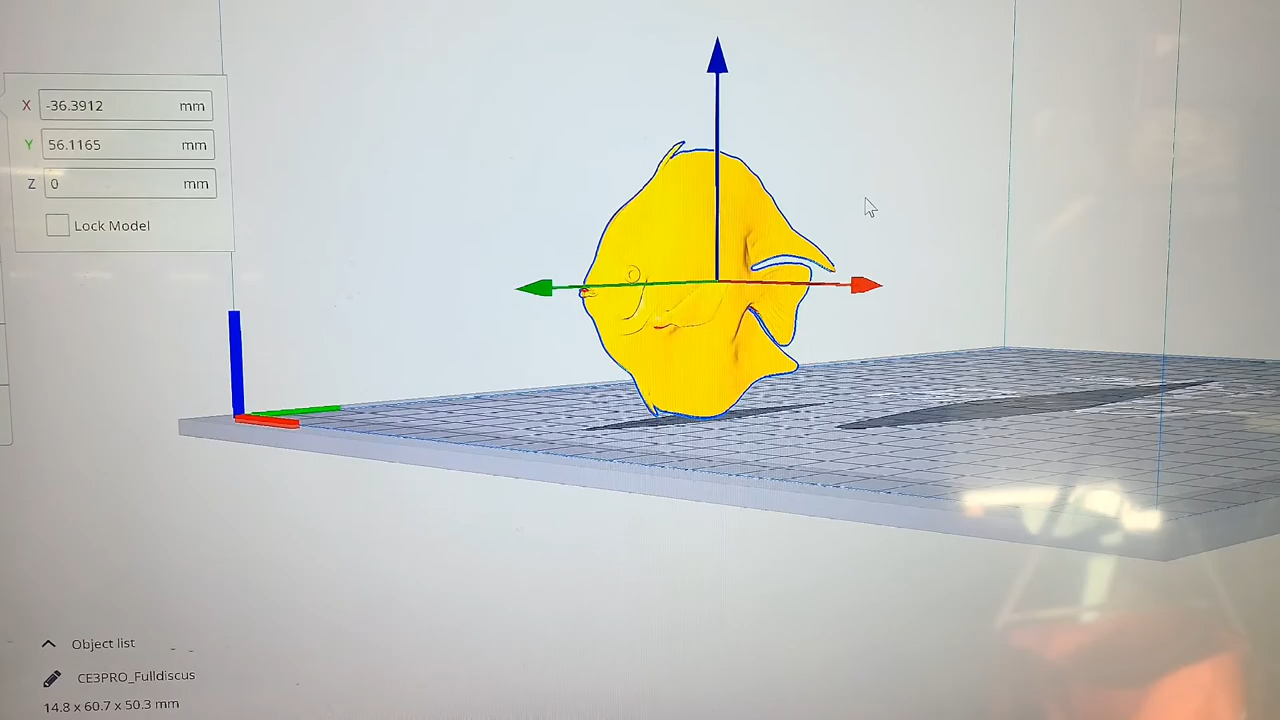 X -36.3912 mm
Y 56.1165 mm
Z 0 mm
Lock Model
Object list
CE3PRO_Fulldiscus
14.8 x 60.7 x 50.3 mm